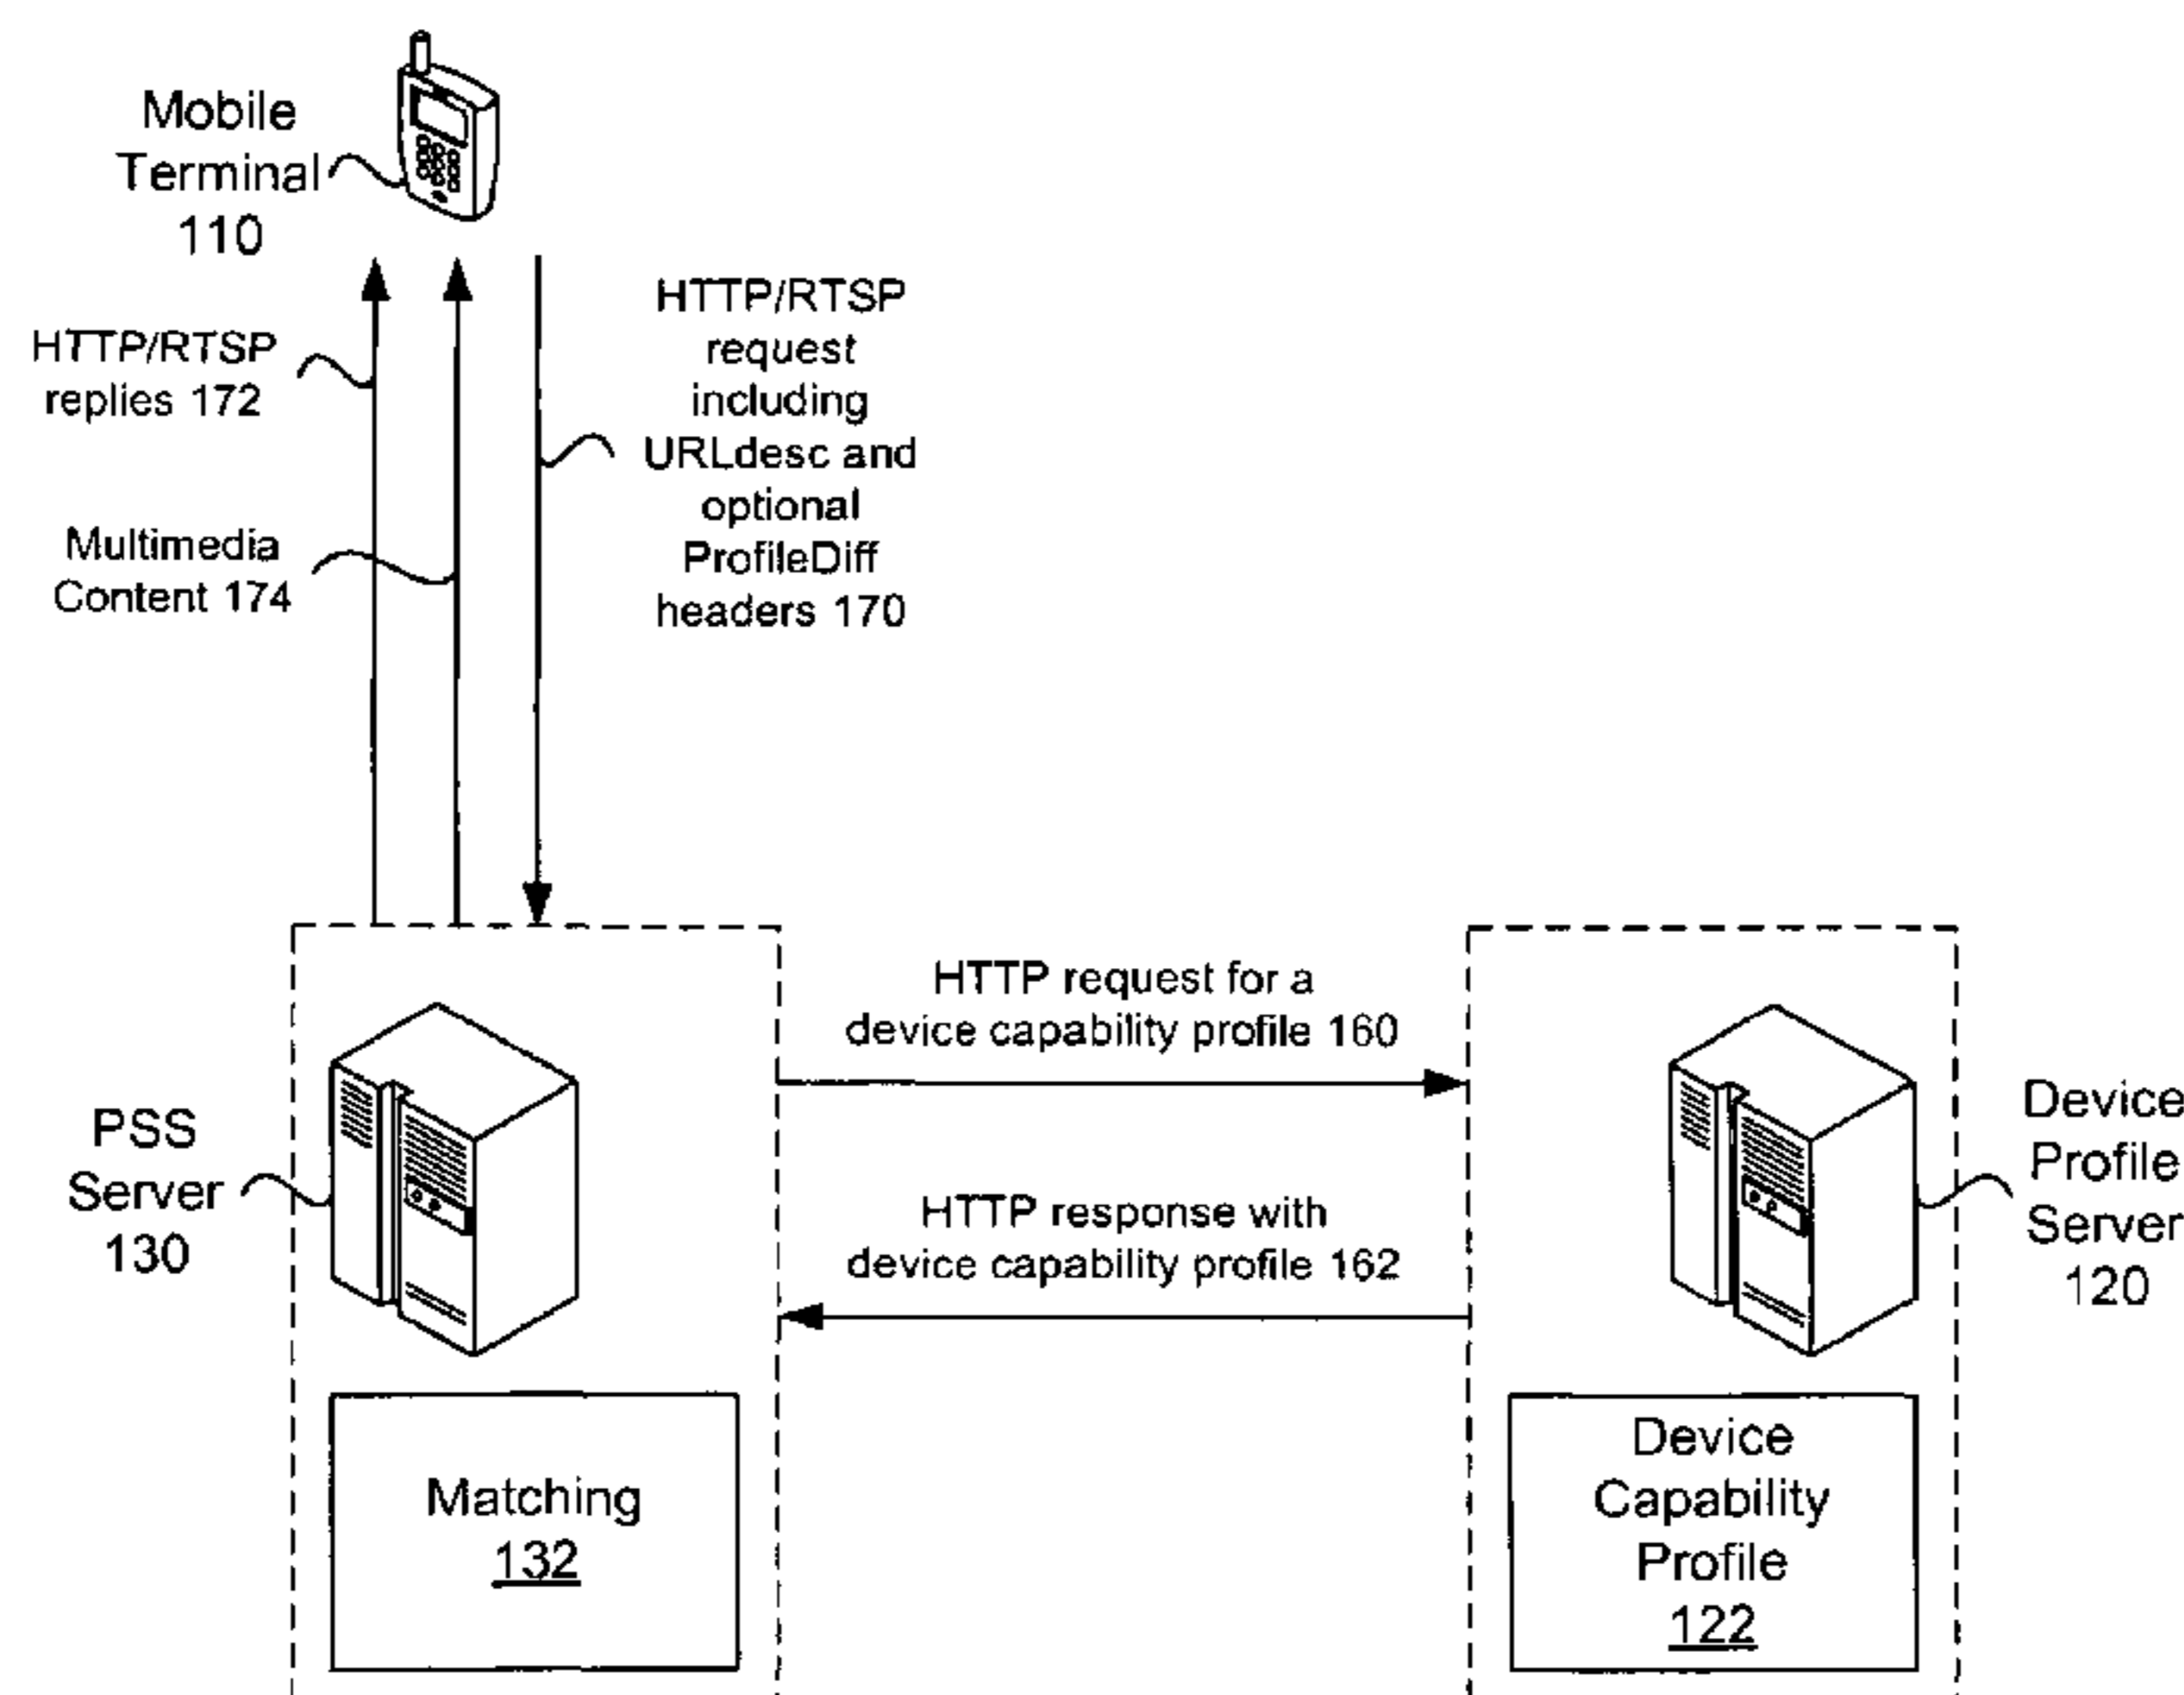 Mobile
Terminal
110
HTTP/RTSP
replies 172
Multimedia
Content 174
HTTP/RTSP
request
including
URLdesc and
optional
ProfileDiff
headers 170
HTTP request for a
device capability profile 160
HTTP response with
device capability profile 162
PSS
Server
130
Matching
132
Device
Profile
Server
120
Device
Capability
Profile
122